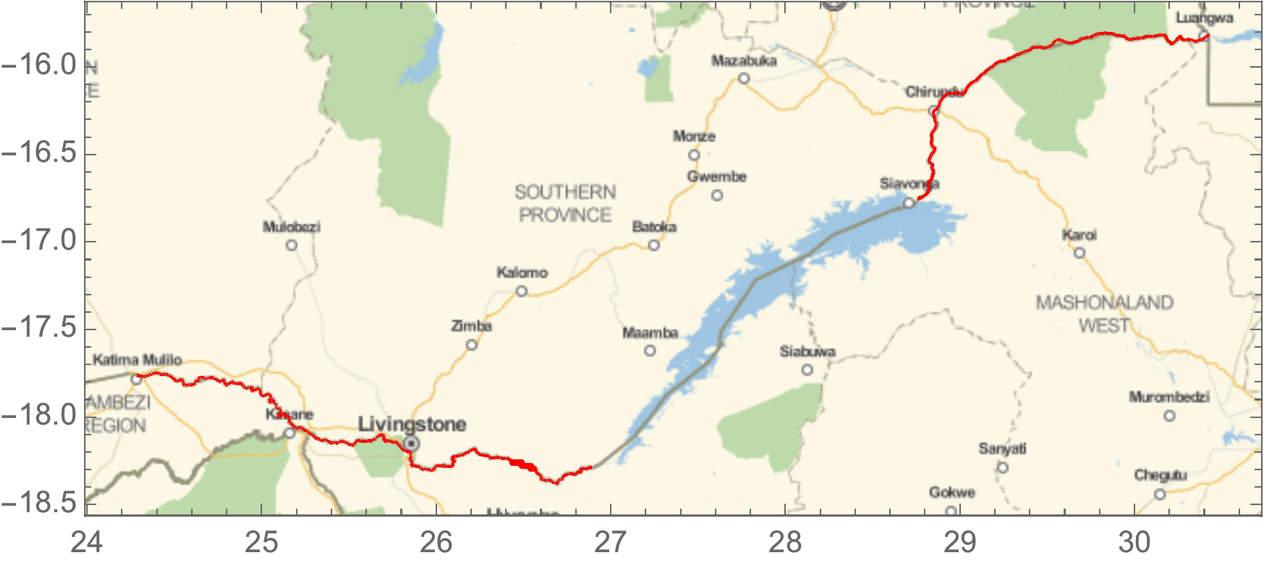 Luangwa
−16.0
Mazabuka
Chirundu
−16.5
Monze
Gwembe
Siavonga
SOUTHERN
PROVINCE
−17.0
Mulobezi
Batoka
Karoi
Kalomo
MASHONALAND
WEST
−17.5
Zimba
Maamba
Siabuwa
Katima Mulilo
AMBEZI
REGION
Murombedzi
−18.0
Kasane
Livingstone
Sanyati
Chegutu
Gokwe
−18.5
24
25
26
27
28
29
30